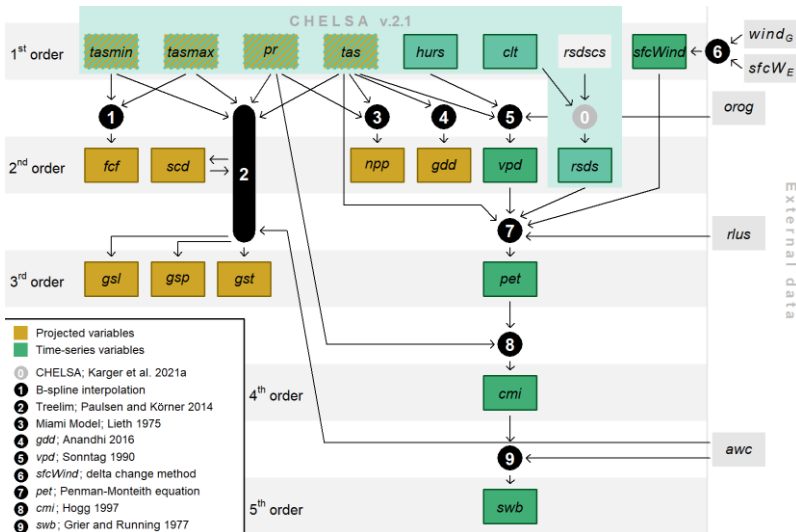 CHELSA v.2.1
1st order
tasmin
tasmax
pr
tas
hurs
clt
rsdscs
sfcWind
6
windG
sfcWE
1
3
4
5
0
orog
2nd order
fcf
scd
2
npp
gdd
vpd
rsds
External data
7
rlus
3rd order
gsl
gsp
gst
pet
Projected variables
Time-series variables
0 CHELSA; Karger et al. 2021a
1 B-spline interpolation
2 Treelim; Paulsen and Körner 2014
3 Miami Model; Lieth 1975
4 gdd; Anandhi 2016
5 vpd; Sonntag 1990
6 sfcWind; delta change method
7 pet; Penman-Monteith equation
8 cmi; Hogg 1997
9 swb; Grier and Running 1977
8
4th order
cmi
awc
9
5th order
swb